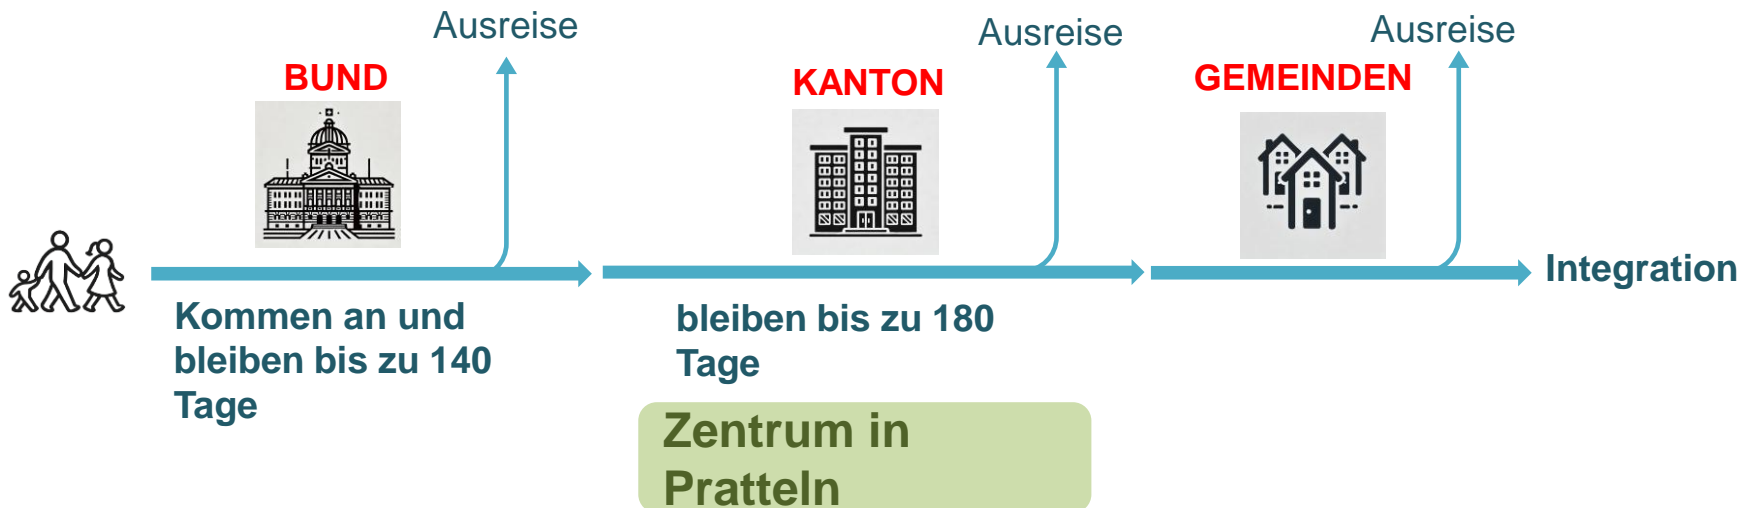 Ausreise
Ausreise
Ausreise
BUND
KANTON
GEMEINDEN
Integration
Kommen an und
bleiben bis zu 140
Tage
bleiben bis zu 180
Tage
Zentrum in
Pratteln